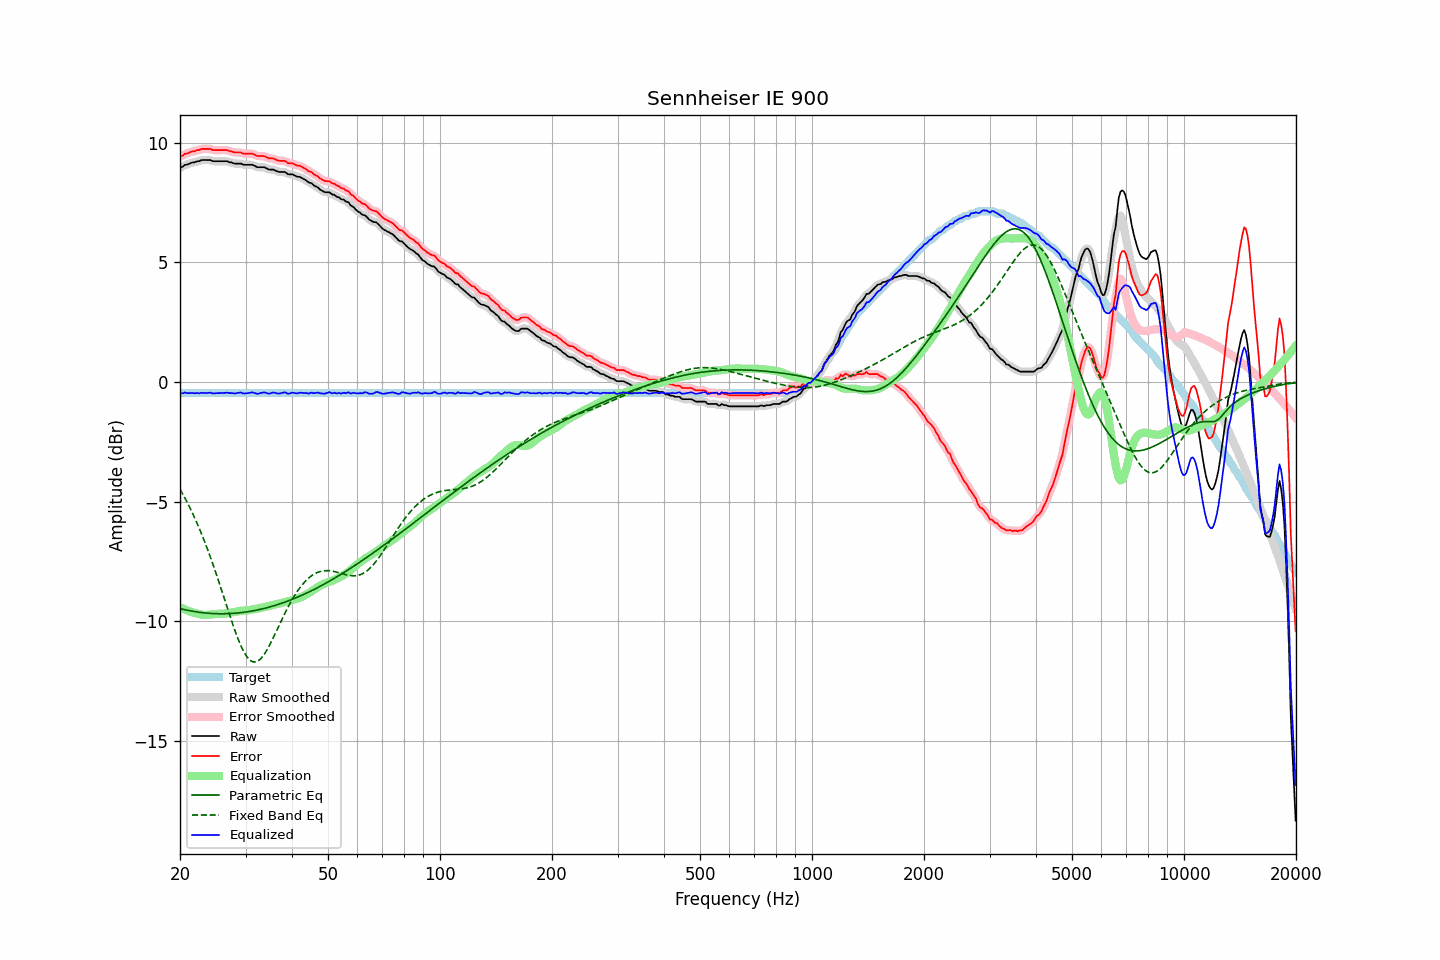 Sennheiser IE 900
10
5
0
−5
−10
−15
Amplitude (dBr)
Target
Raw Smoothed
Error Smoothed
Raw
Error
Equalization
Parametric Eq
Fixed Band Eq
Equalized
20 50 100 200 500 1000 2000 5000 10000 20000
Frequency (Hz)